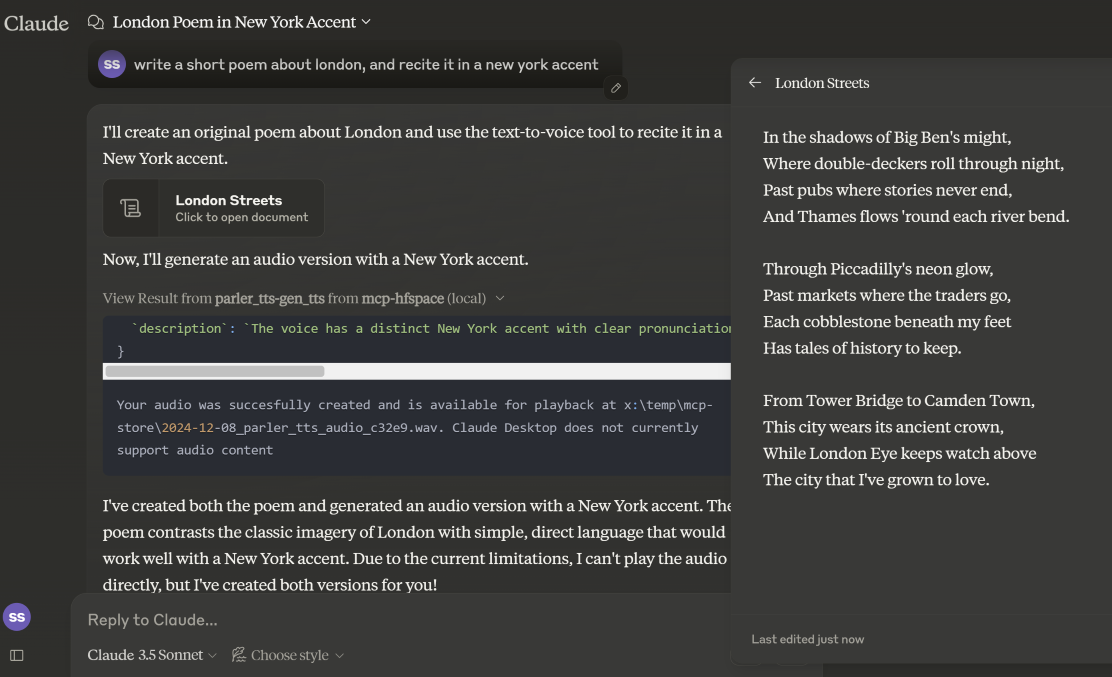 Claude
London Poem in New York Accent
SS
write a short poem about london, and recite it in a new york accent
I'll create an original poem about London and use the text-to-voice tool to recite it in a
New York accent.
London Streets
Click to open document
Now, I'll generate an audio version with a New York accent.
View Result from parler_tts-gen_tts from mcp-hfspace (local)
`description`: `The voice has a distinct New York accent with clear pronunciation
}
Your audio was succesfully created and is available for playback at x:\temp\mcp-
store\2024-12-08_parler_tts_audio_c32e9.wav. Claude Desktop does not currently
support audio content
I've created both the poem and generated an audio version with a New York accent. The
poem contrasts the classic imagery of London with simple, direct language that would
work well with a New York accent. Due to the current limitations, I can't play the audio
directly, but I've created both versions for you!
SS
Reply to Claude...
Claude 3.5 Sonnet
Choose style
London Streets
In the shadows of Big Ben's might,
Where double-deckers roll through night,
Past pubs where stories never end,
And Thames flows 'round each river bend.
Through Piccadilly's neon glow,
Past markets where the traders go,
Each cobblestone beneath my feet
Has tales of history to keep.
From Tower Bridge to Camden Town,
This city wears its ancient crown,
While London Eye keeps watch above
The city that I've grown to love.
Last edited just now